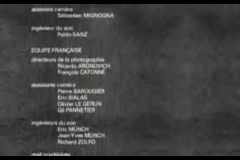 assistant caméra
Sébastien MIGNOGNA
ingénieur du son
Pablo SANZ
EQUIPE FRANÇAISE
directeurs de la photographie
Ricardo ARONOVICH
François CATONNE
assistants caméra
Pierre BAROUGIER
Eric BIALAS
Olivier LE GERUN
Gil PANNETIER
ingénieurs du son
Eric MUNCH
Jean-Yves MUNCH
Richard ZOLFO